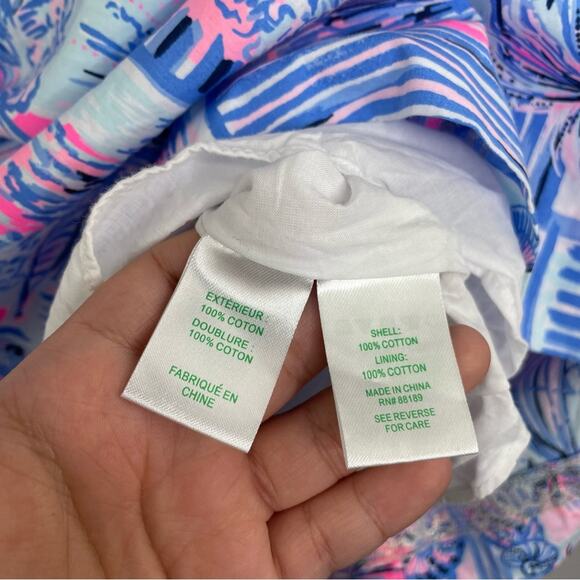 EXTÉRIEUR :
100% COTON
DOUBLURE :
100% COTON
FABRIQUÉ EN
CHINE
SHELL:
100% COTTON
LINING:
100% COTTON
MADE IN CHINA
RN# 88189
SEE REVERSE
FOR CARE